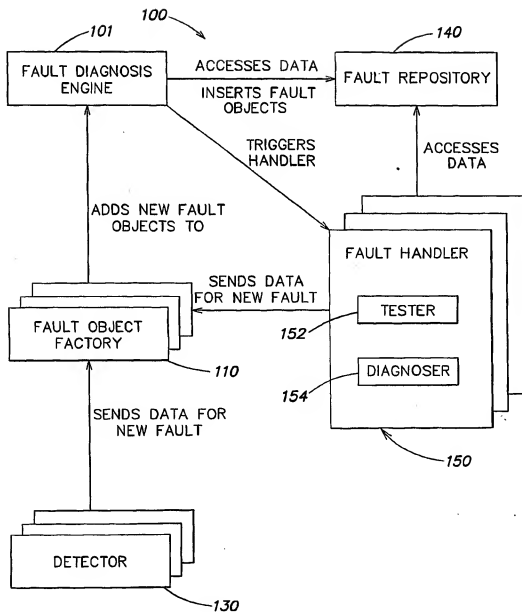 100
101
140
FAULT DIAGNOSIS
ENGINE
ACCESSES DATA
INSERTS FAULT
OBJECTS
FAULT REPOSITORY
TRIGGERS
HANDLER
ACCESSES
DATA
ADDS NEW FAULT
OBJECTS TO
FAULT HANDLER
SENDS DATA
FOR NEW FAULT
152
TESTER
FAULT OBJECT
FACTORY
110
154
DIAGNOSER
SENDS DATA FOR
NEW FAULT
150
DETECTOR
130